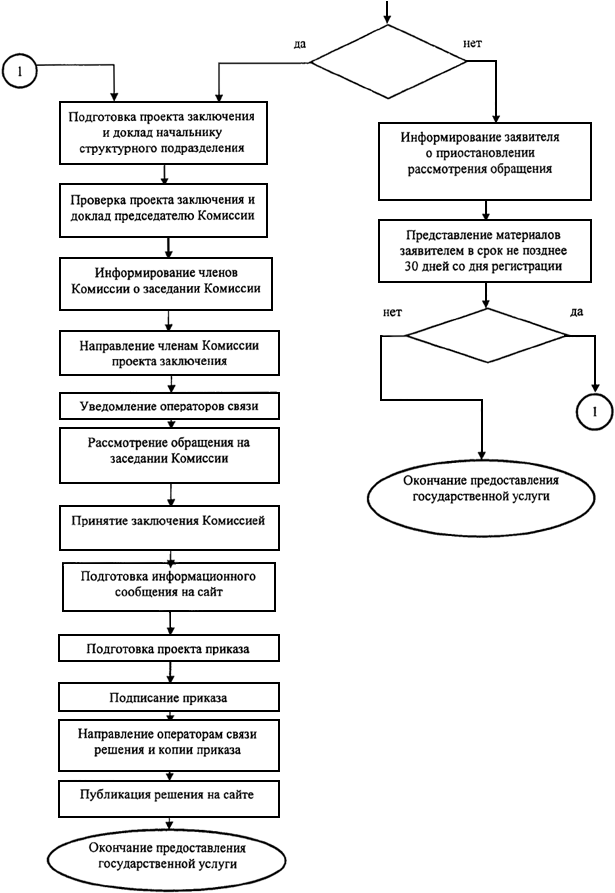 да
нет
1
Подготовка проекта заключения
и доклад начальнику
структурного подразделения
Проверка проекта заключения и
доклад председателю Комиссии
Информирование членов
Комиссии о заседании Комиссии
Направление членам Комиссии
проекта заключения
Уведомление операторов связи
Рассмотрение обращения на
заседании Комиссии
Принятие заключения Комиссией
Подготовка информационного
сообщения на сайт
Подготовка проекта приказа
Подписание приказа
Направление операторам связи
решения и копии приказа
Публикация решения на сайте
Окончание предоставления
государственной услуги
Информирование заявителя
о приостановлении
рассмотрения обращения
Представление материалов
заявителем в срок не позднее
30 дней со дня регистрации
нет
да
1
Окончание предоставления
государственной услуги